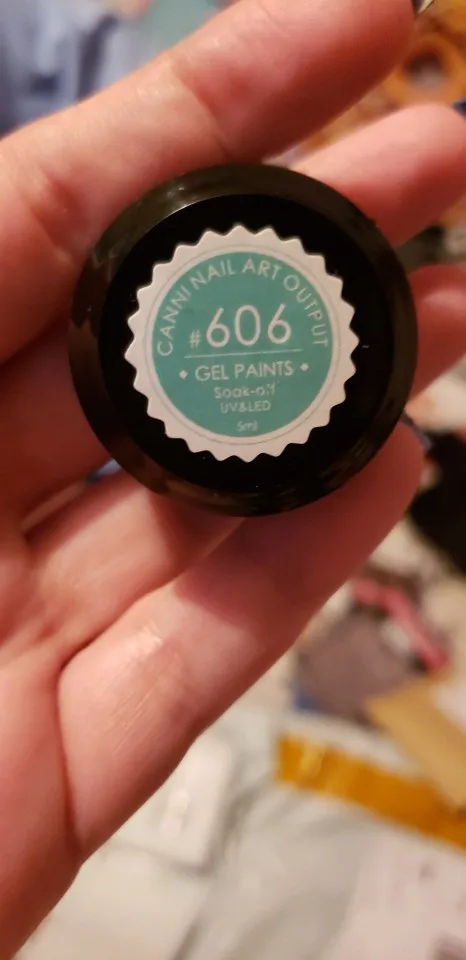 CANNI NAIL ART OUTPUT
#606
• GEL PAINTS •
Soak-off
UV&LED
5ml